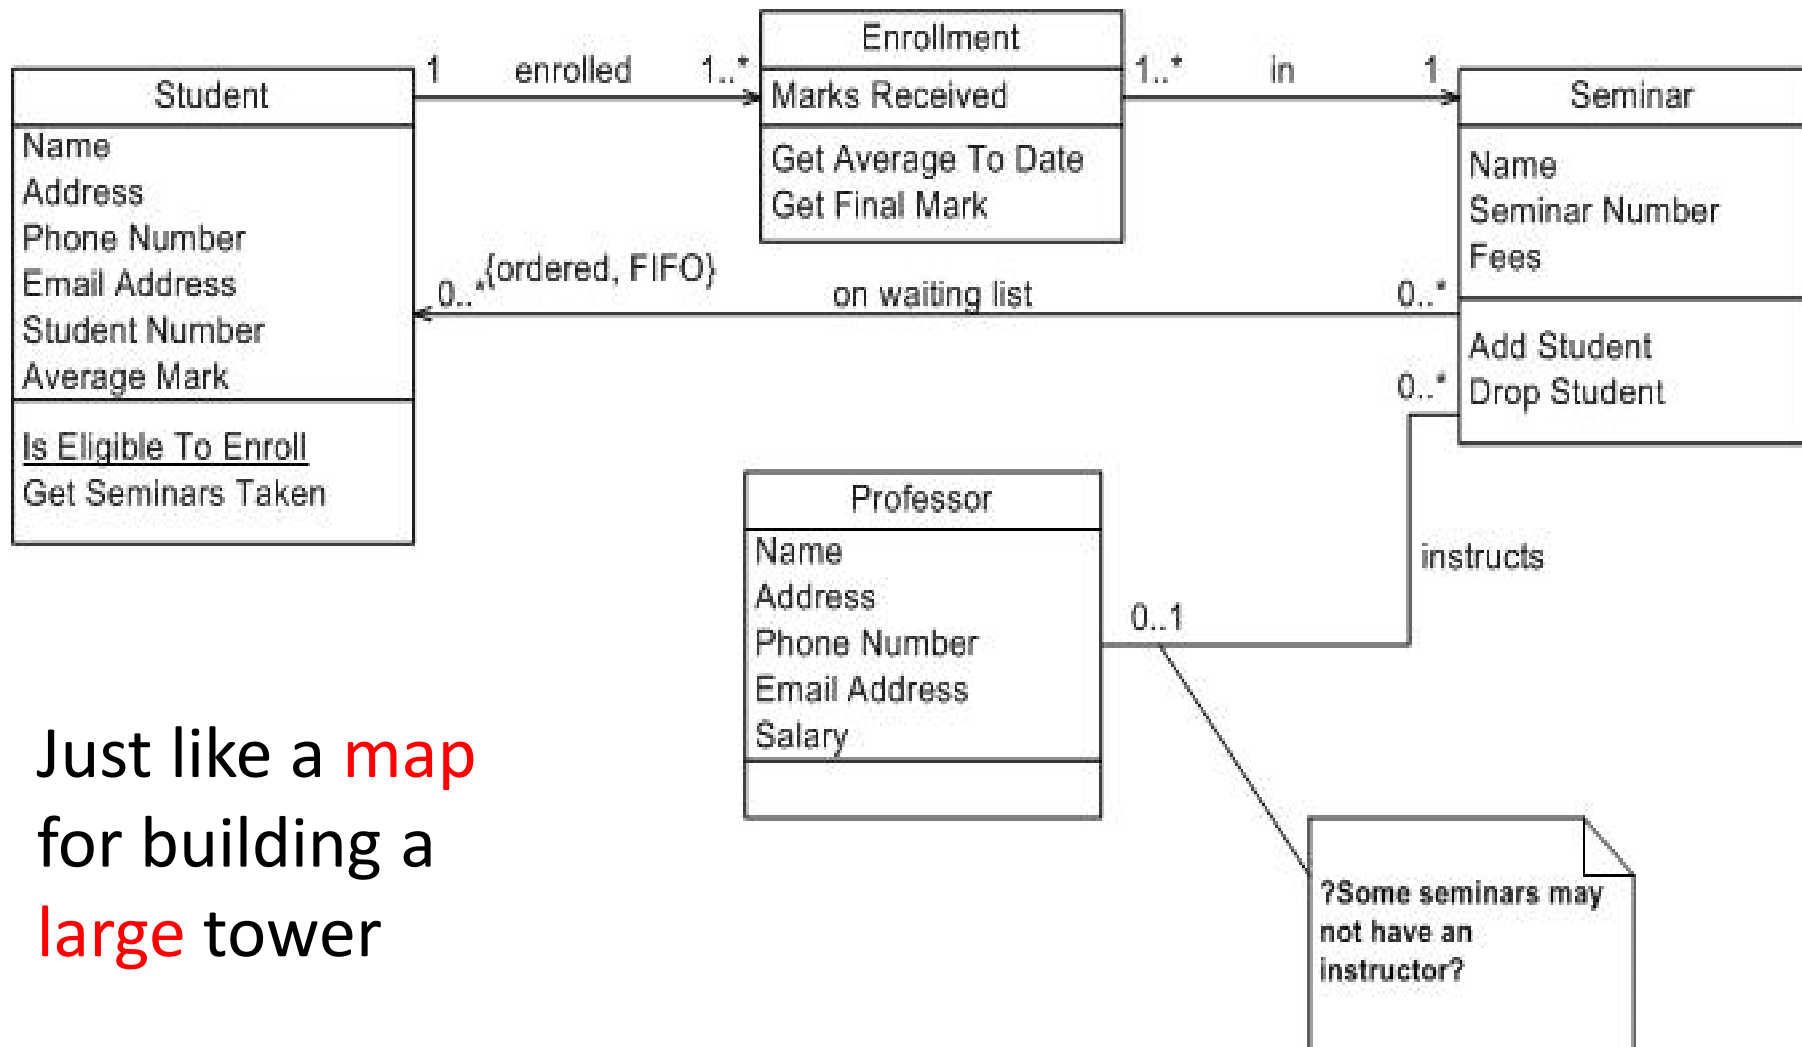 Student
Name
Address
Phone Number
Email Address
Student Number
Average Mark
Is Eligible To Enroll
Get Seminars Taken
1 enrolled 1..*
Enrollment
Marks Received
Get Average To Date
Get Final Mark
1..* in 1
Seminar
Name
Seminar Number
Fees
Add Student
Drop Student
0..* {ordered, FIFO} on waiting list 0..*
0..*
instructs
0..1
Professor
Name
Address
Phone Number
Email Address
Salary
?Some seminars may
not have an
instructor?
Just like a map
for building a
large tower